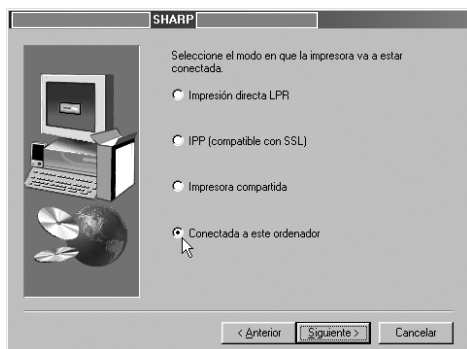 SHARP
Seleccione el modo en que la impresora va a estar
conectada.
Impresión directa LPR
IPP (compatible con SSL)
Impresora compartida
Conectada a este ordenador
< Anterior
Siguiente >
Cancelar